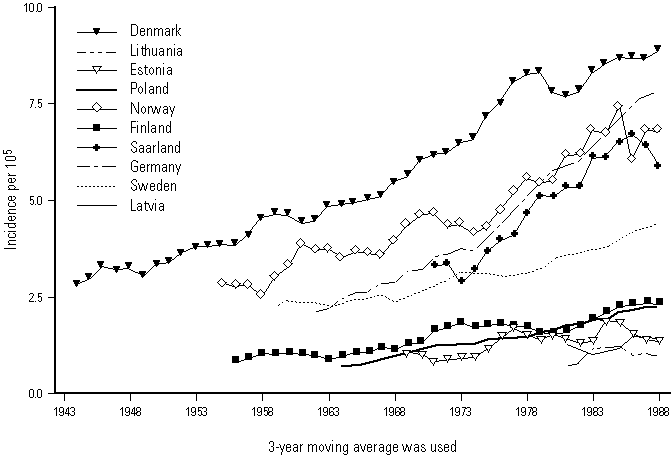 10.0
7.5
5.0
2.5
0.0
Incidence per 10⁵
Denmark
Lithuania
Estonia
Poland
Norway
Finland
Saarland
Germany
Sweden
Latvia
1943 1948 1953 1958 1963 1968 1973 1978 1983 1988
3-year moving average was used